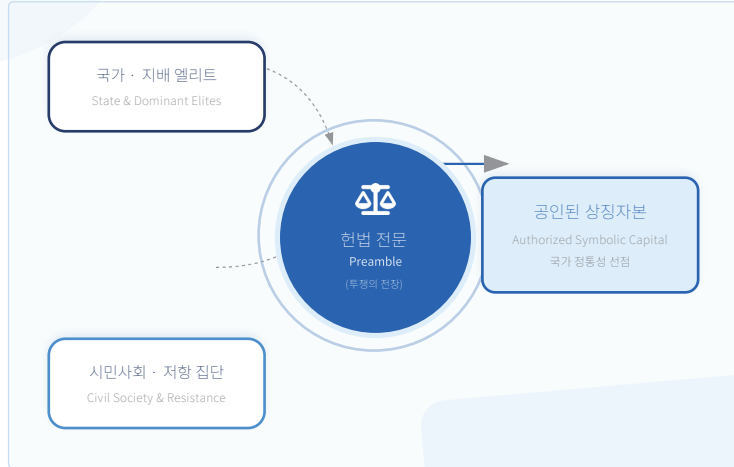 국가 · 지배 엘리트
State & Dominant Elites
헌법 전문
Preamble
(투쟁의 전장)
공인된 상징자본
Authorized Symbolic Capital
국가 정통성 선점
시민사회 · 저항 집단
Civil Society & Resistance